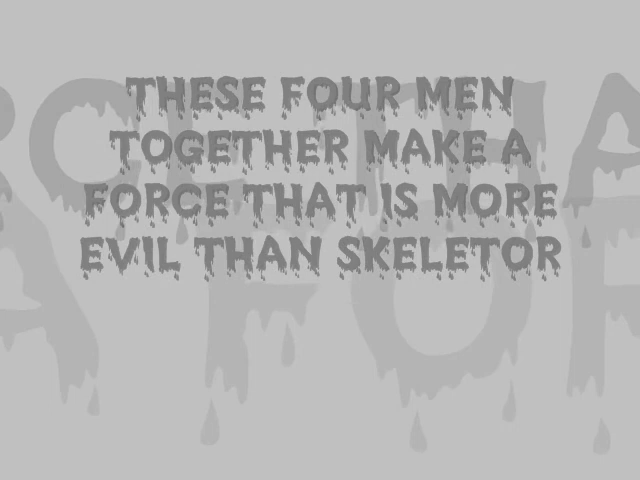 THESE FOUR MEN
TOGETHER MAKE A
FORCE THAT IS MORE
EVIL THAN SKELETOR